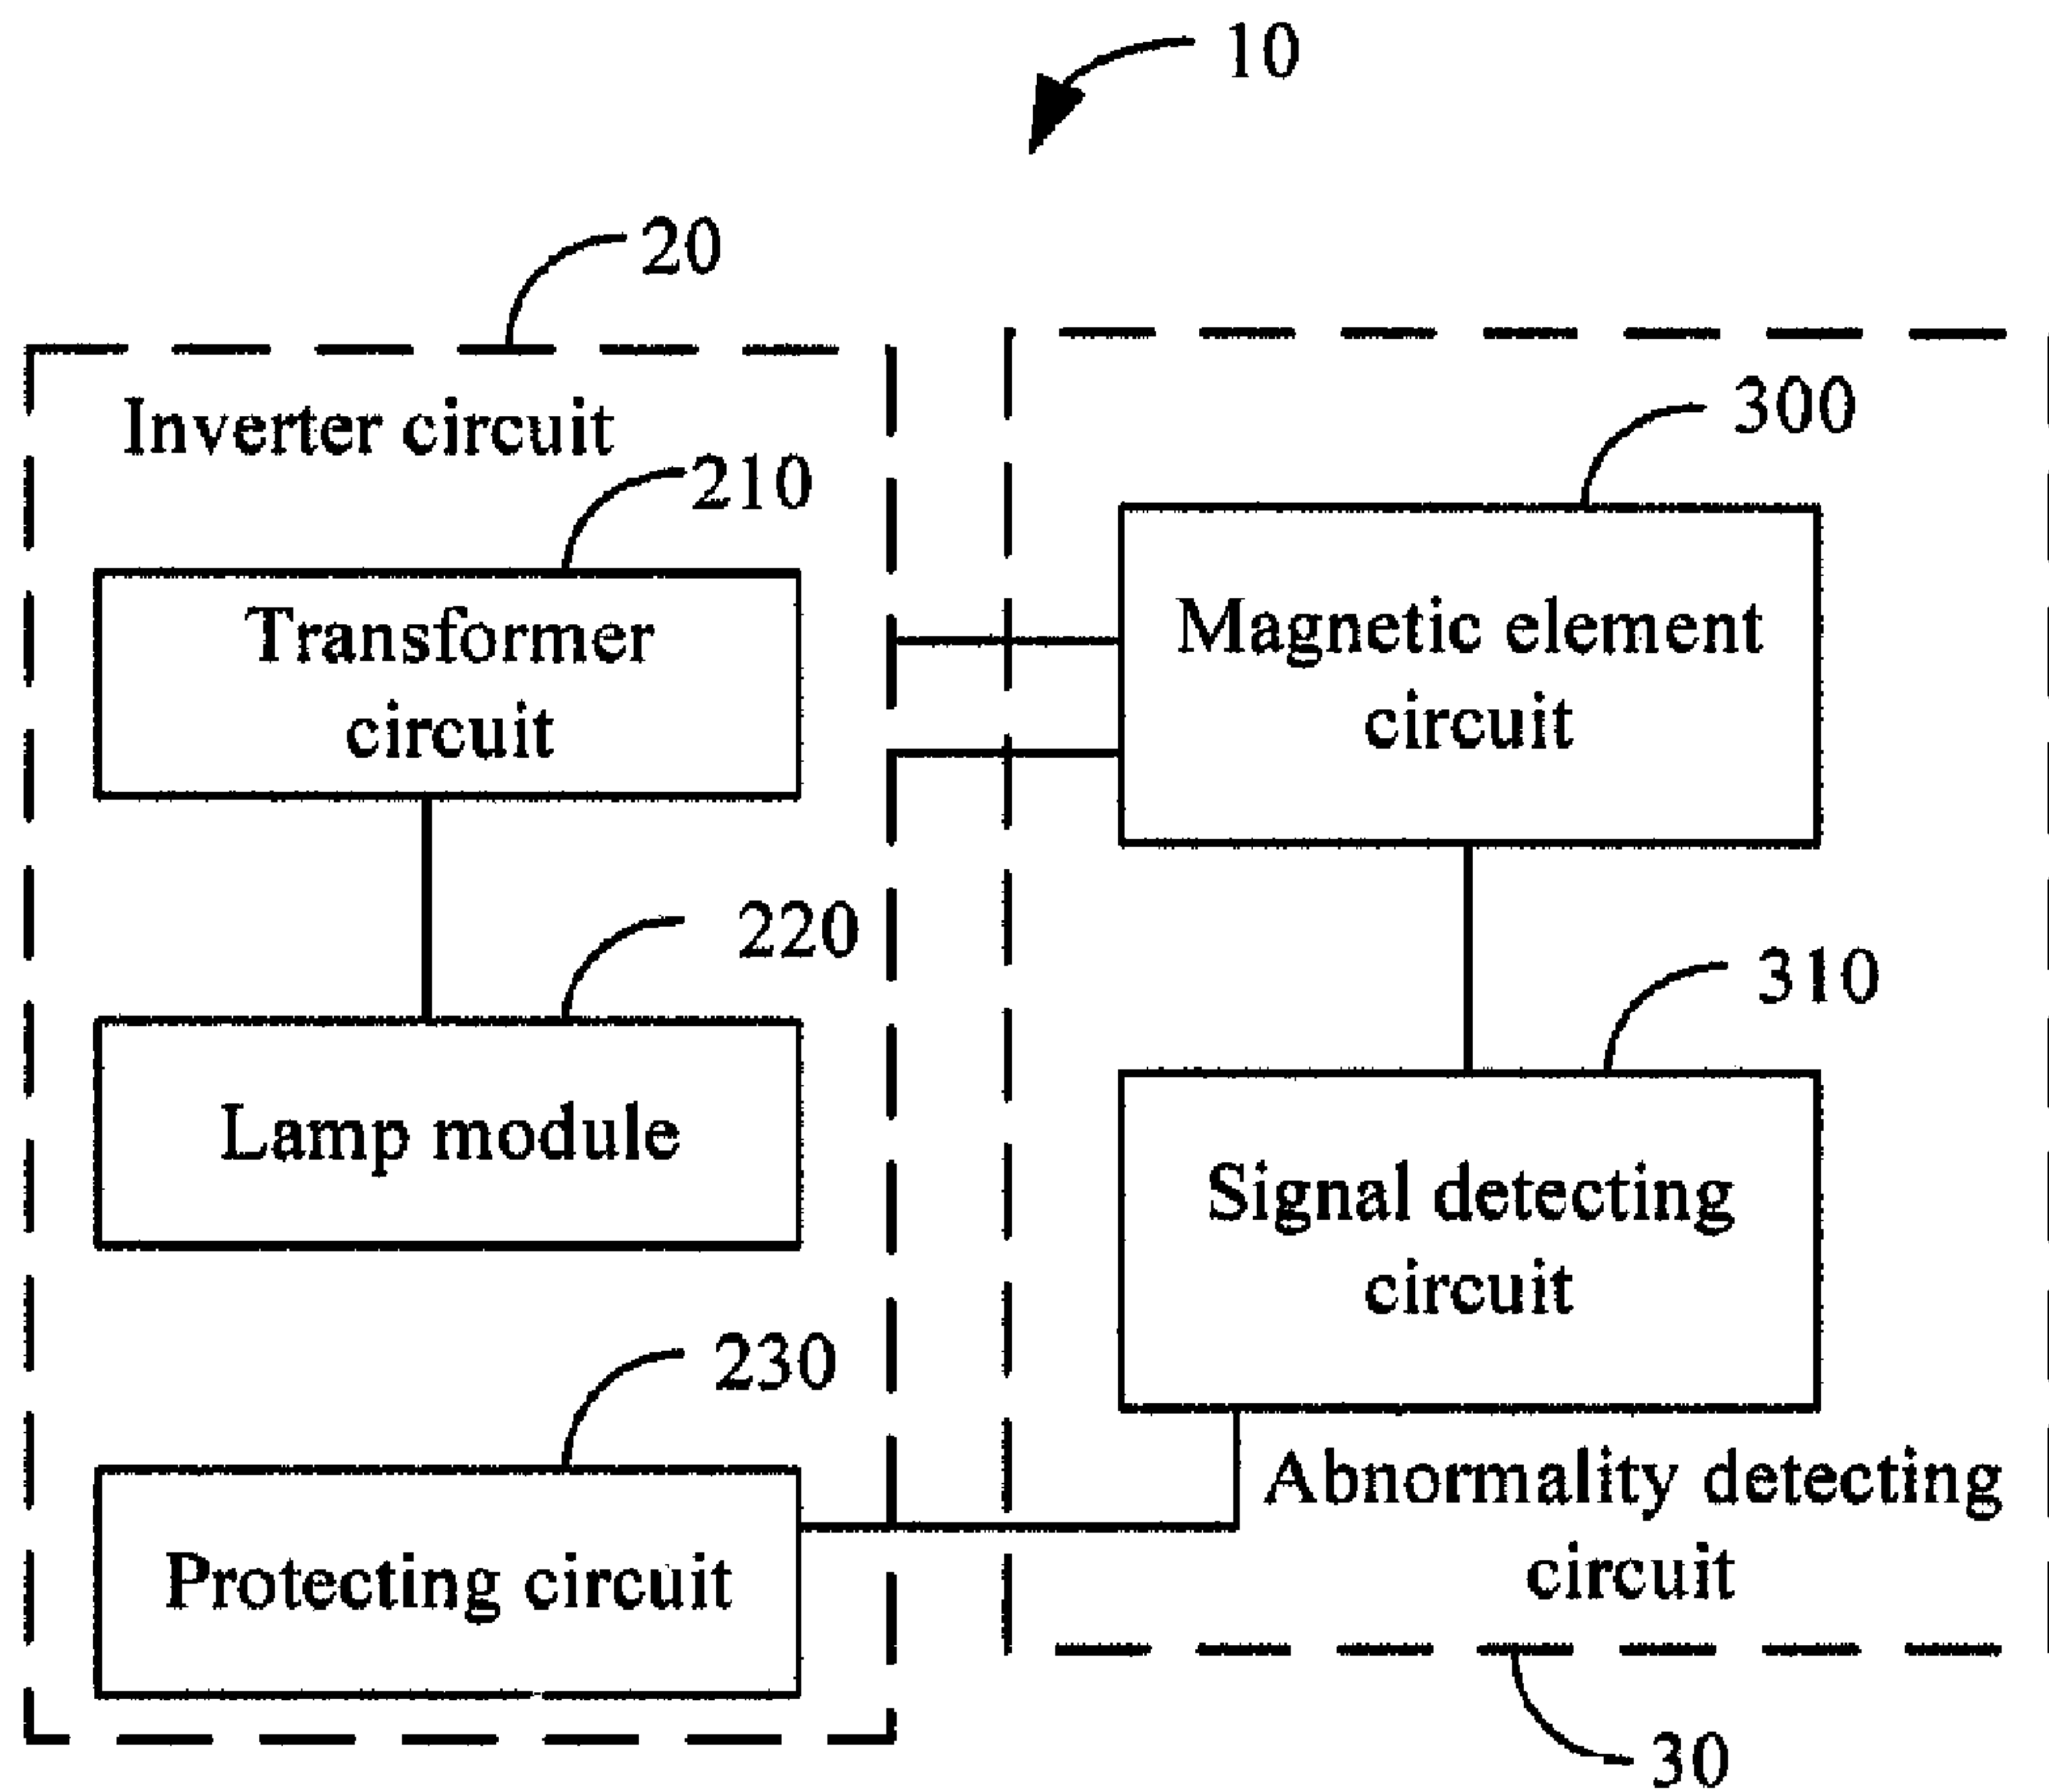 10
20
Inverter circuit
210
Transformer
circuit
220
Lamp module
230
Protecting circuit
300
Magnetic element
circuit
310
Signal detecting
circuit
Abnormality detecting
circuit
30